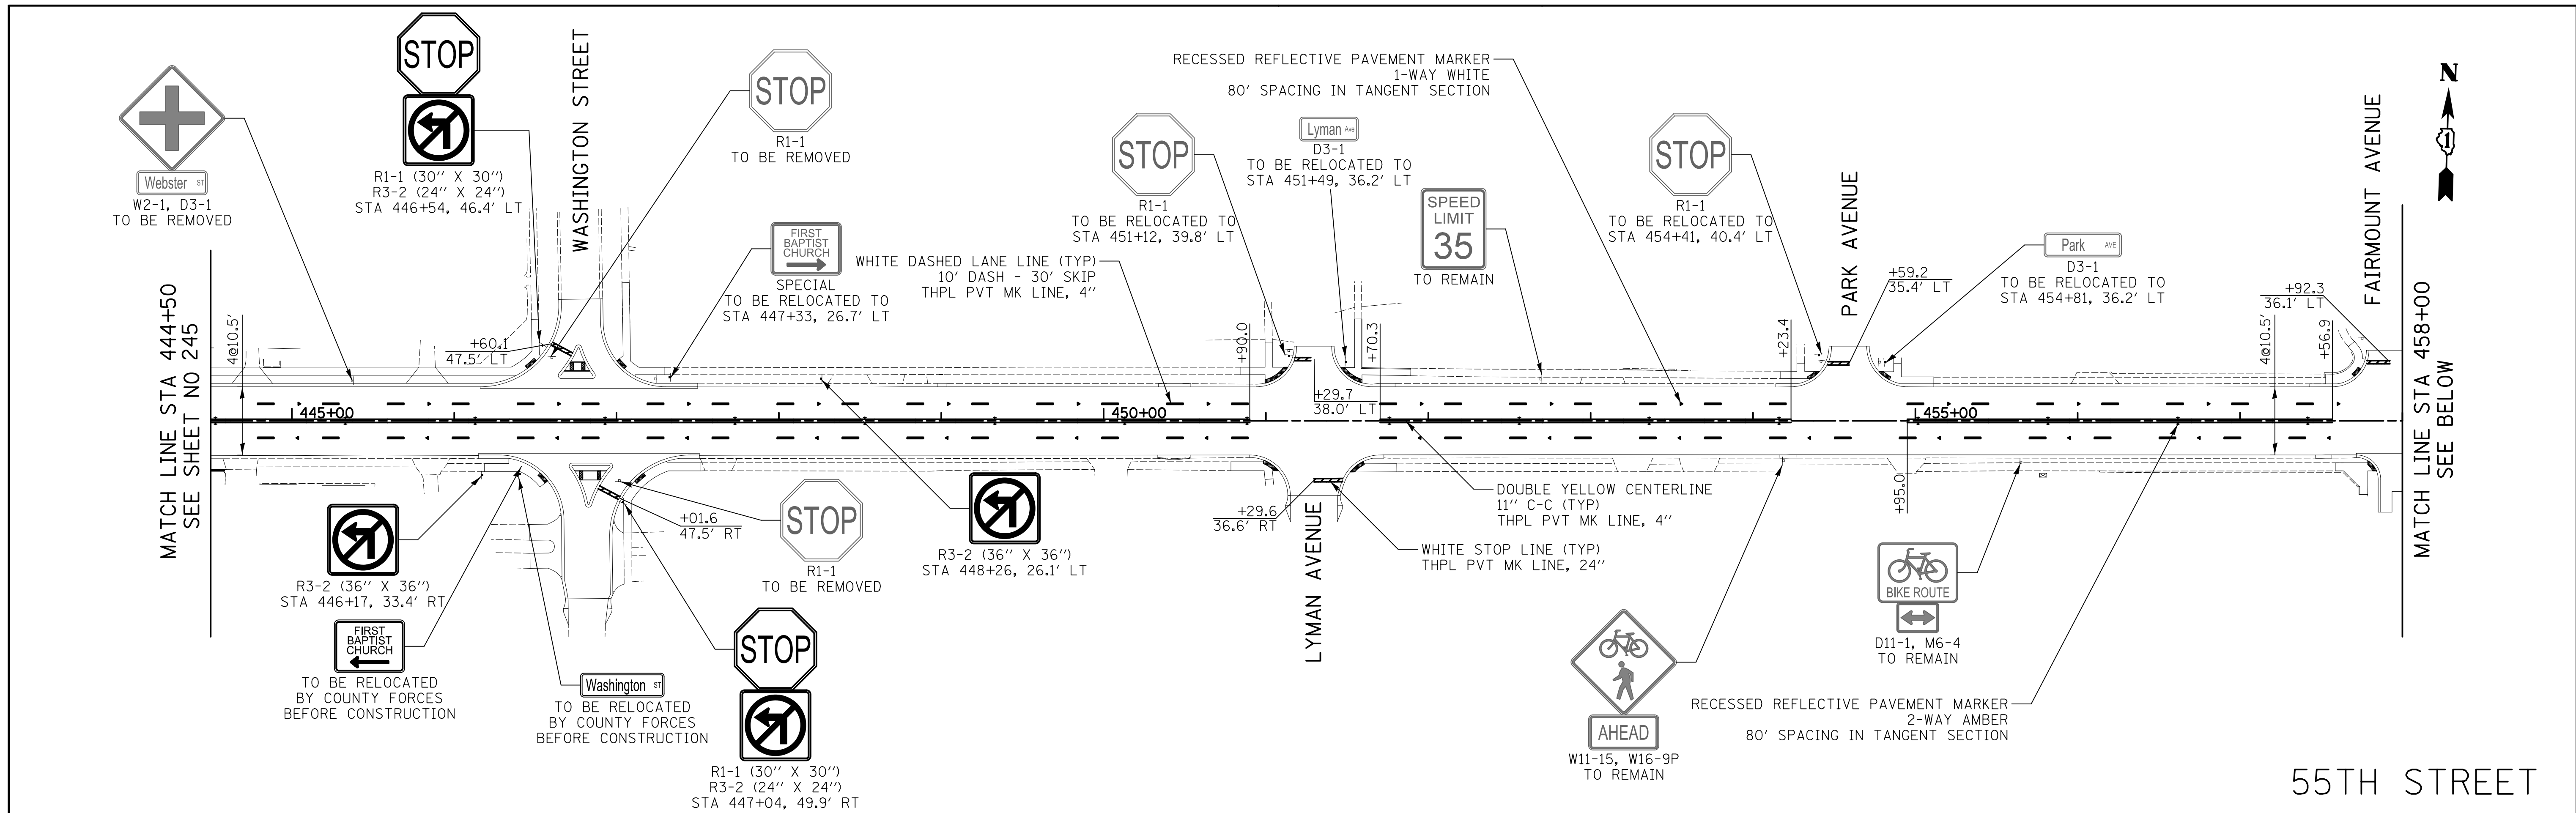 STOP
R1-1 (30" X 30")
R3-2 (24" X 24")
STA 446+54, 46.4' LT
Webster ST
W2-1, D3-1
TO BE REMOVED
WASHINGTON STREET
STOP
R1-1
TO BE REMOVED
FIRST
BAPTIST
CHURCH
SPECIAL
TO BE RELOCATED TO
STA 447+33, 26.7' LT
WHITE DASHED LANE LINE (TYP)
10' DASH - 30' SKIP
THPL PVT MK LINE, 4"
RECESSED REFLECTIVE PAVEMENT MARKER
1-WAY WHITE
80' SPACING IN TANGENT SECTION
STOP
R1-1
TO BE RELOCATED TO
STA 451+12, 39.8' LT
Lyman Ave
D3-1
TO BE RELOCATED TO
STA 451+49, 36.2' LT
SPEED
LIMIT
35
TO REMAIN
STOP
R1-1
TO BE RELOCATED TO
STA 454+41, 40.4' LT
PARK AVENUE
+59.2
35.4' LT
Park AVE
D3-1
TO BE RELOCATED TO
STA 454+81, 36.2' LT
FAIRMOUNT AVENUE
+92.3
36.1' LT
N
1
MATCH LINE STA 444+50
SEE SHEET NO 245
4@10.5'
+60.1
47.5' LT
+90.0
+29.7
38.0' LT
+70.3
+23.4
4@10.5'
+56.9
MATCH LINE STA 458+00
SEE BELOW
445+00
450+00
455+00
R3-2 (36" X 36")
STA 446+17, 33.4' RT
FIRST
BAPTIST
CHURCH
TO BE RELOCATED
BY COUNTY FORCES
BEFORE CONSTRUCTION
Washington ST
TO BE RELOCATED
BY COUNTY FORCES
BEFORE CONSTRUCTION
+01.6
47.5' RT
STOP
R1-1
TO BE REMOVED
STOP
R1-1 (30" X 30")
R3-2 (24" X 24")
STA 447+04, 49.9' RT
R3-2 (36" X 36")
STA 448+26, 26.1' LT
+29.6
36.6' RT
LYMAN AVENUE
DOUBLE YELLOW CENTERLINE
11" C-C (TYP)
THPL PVT MK LINE, 4"
WHITE STOP LINE (TYP)
THPL PVT MK LINE, 24"
+95.0
AHEAD
W11-15, W16-9P
TO REMAIN
BIKE ROUTE
D11-1, M6-4
TO REMAIN
RECESSED REFLECTIVE PAVEMENT MARKER
2-WAY AMBER
80' SPACING IN TANGENT SECTION
55TH STREET